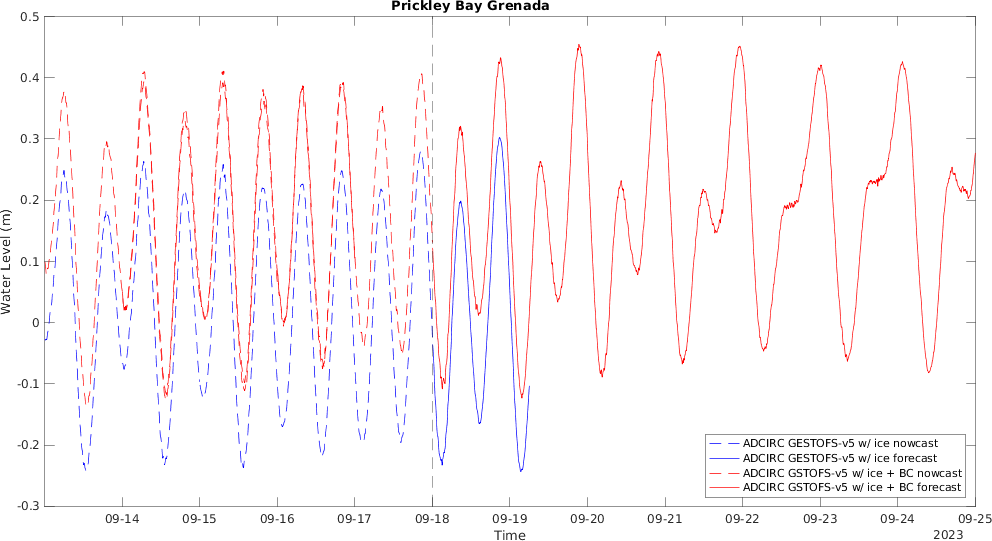 Prickley Bay Grenada
0.5
0.4
0.3
0.2
0.1
0
-0.1
-0.2
-0.3
Water Level (m)
09-14 09-15 09-16 09-17 09-18 09-19 09-20 09-21 09-22 09-23 09-24 09-25
Time
2023
ADCIRC GESTOFS-v5 w/ ice nowcast
ADCIRC GESTOFS-v5 w/ ice forecast
ADCIRC GSTOFS-v5 w/ ice + BC nowcast
ADCIRC GSTOFS-v5 w/ ice + BC forecast